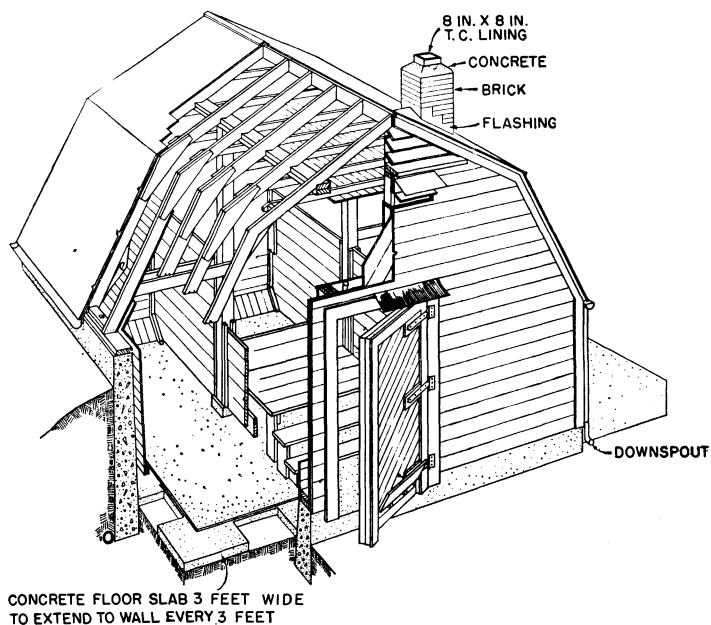 8 IN. X 8 IN.
T.C. LINING
CONCRETE
BRICK
FLASHING
DOWNSPOUT
CONCRETE FLOOR SLAB 3 FEET WIDE
TO EXTEND TO WALL EVERY 3 FEET